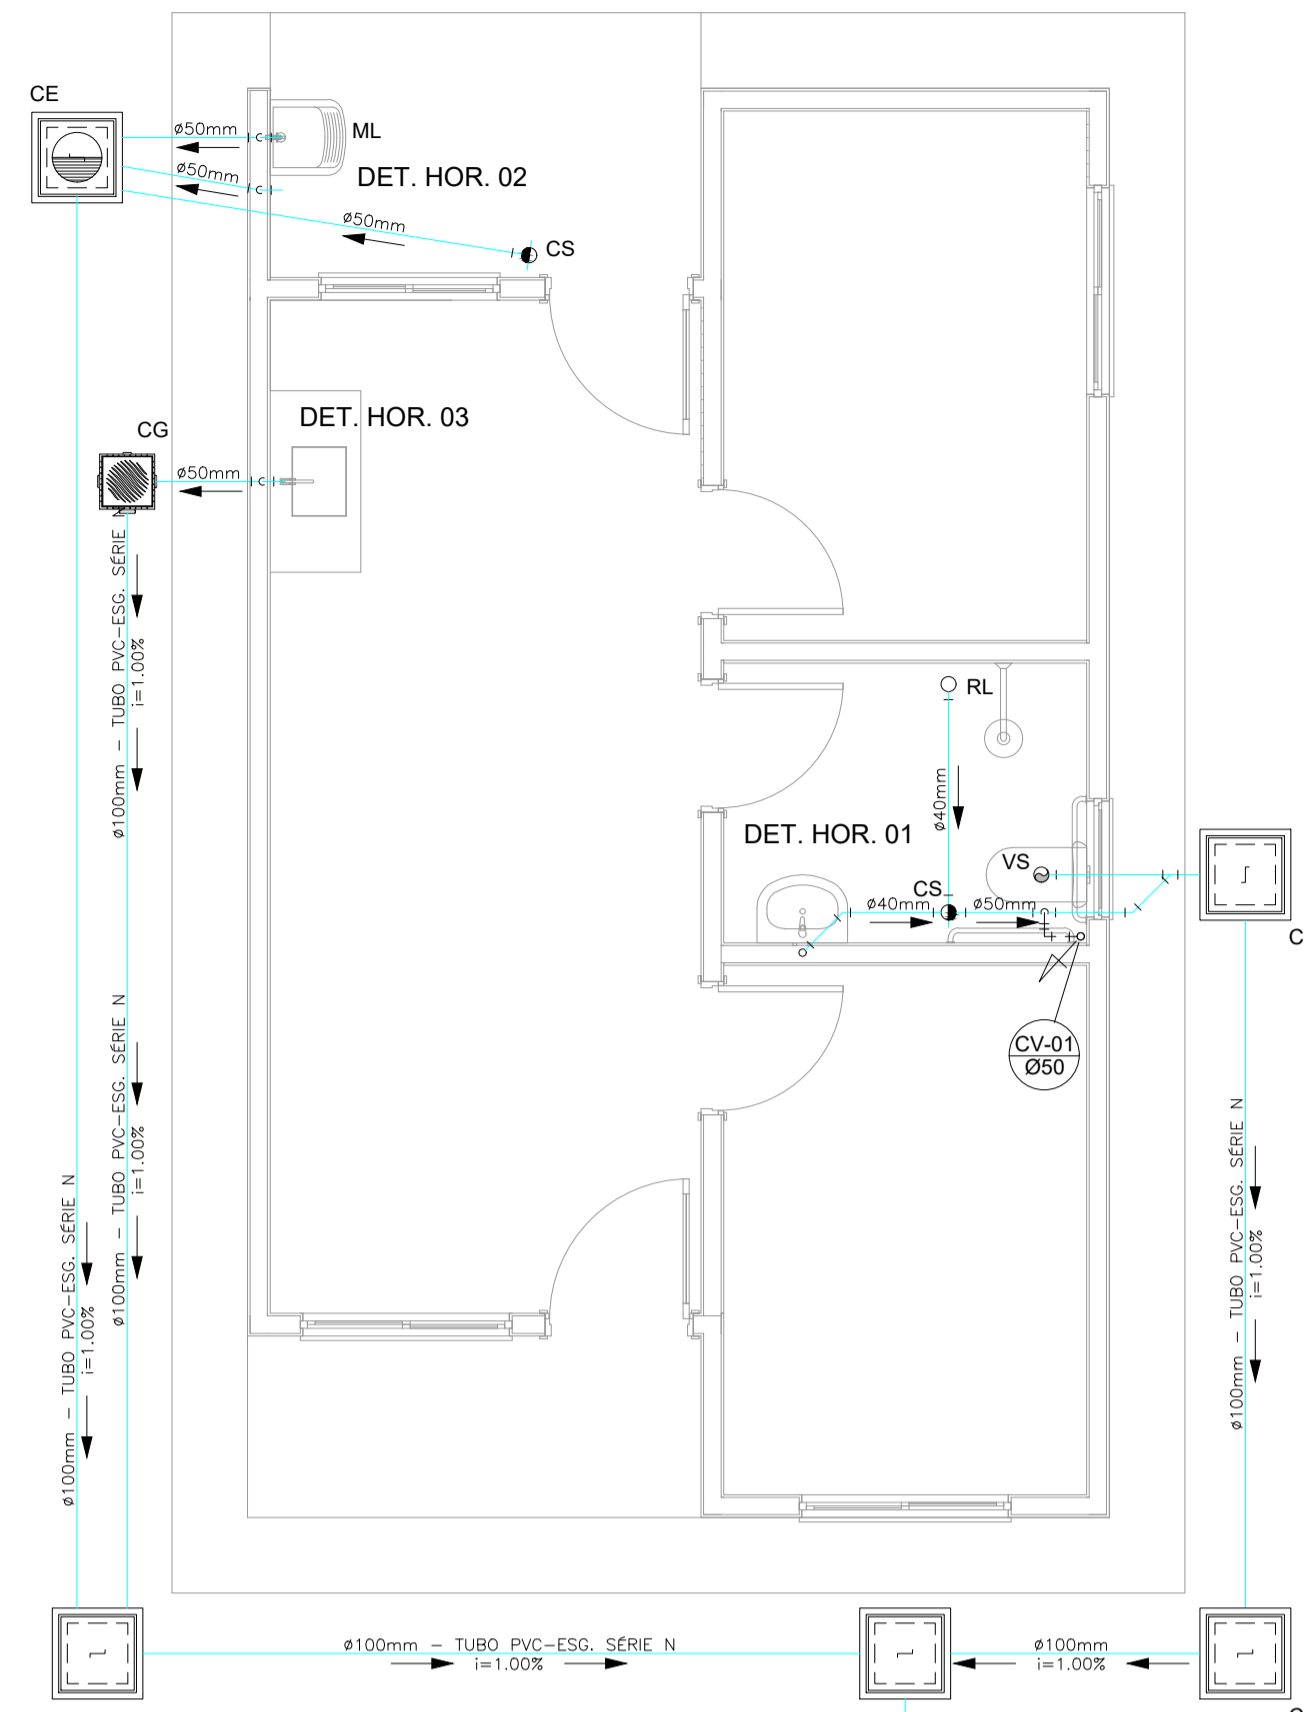 CE
ø50mm
ML
DET. HOR. 02
ø50mm
ø50mm
CS
DET. HOR. 03
CG
ø50mm
ø100mm – TUBO PVC–ESG. SÉRIE N
i=1.00%
RL
ø40mm
DET. HOR. 01
VS
CS
ø40mm
ø50mm
C
CV-01
Ø50
ø100mm – TUBO PVC–ESG. SÉRIE N
i=1.00%
ø100mm – TUBO PVC–ESG. SÉRIE N
i=1.00%
ø100mm – TUBO PVC–ESG. SÉRIE N
i=1.00%
ø100mm – TUBO PVC–ESG. SÉRIE N
i=1.00%
ø100mm
i=1.00%